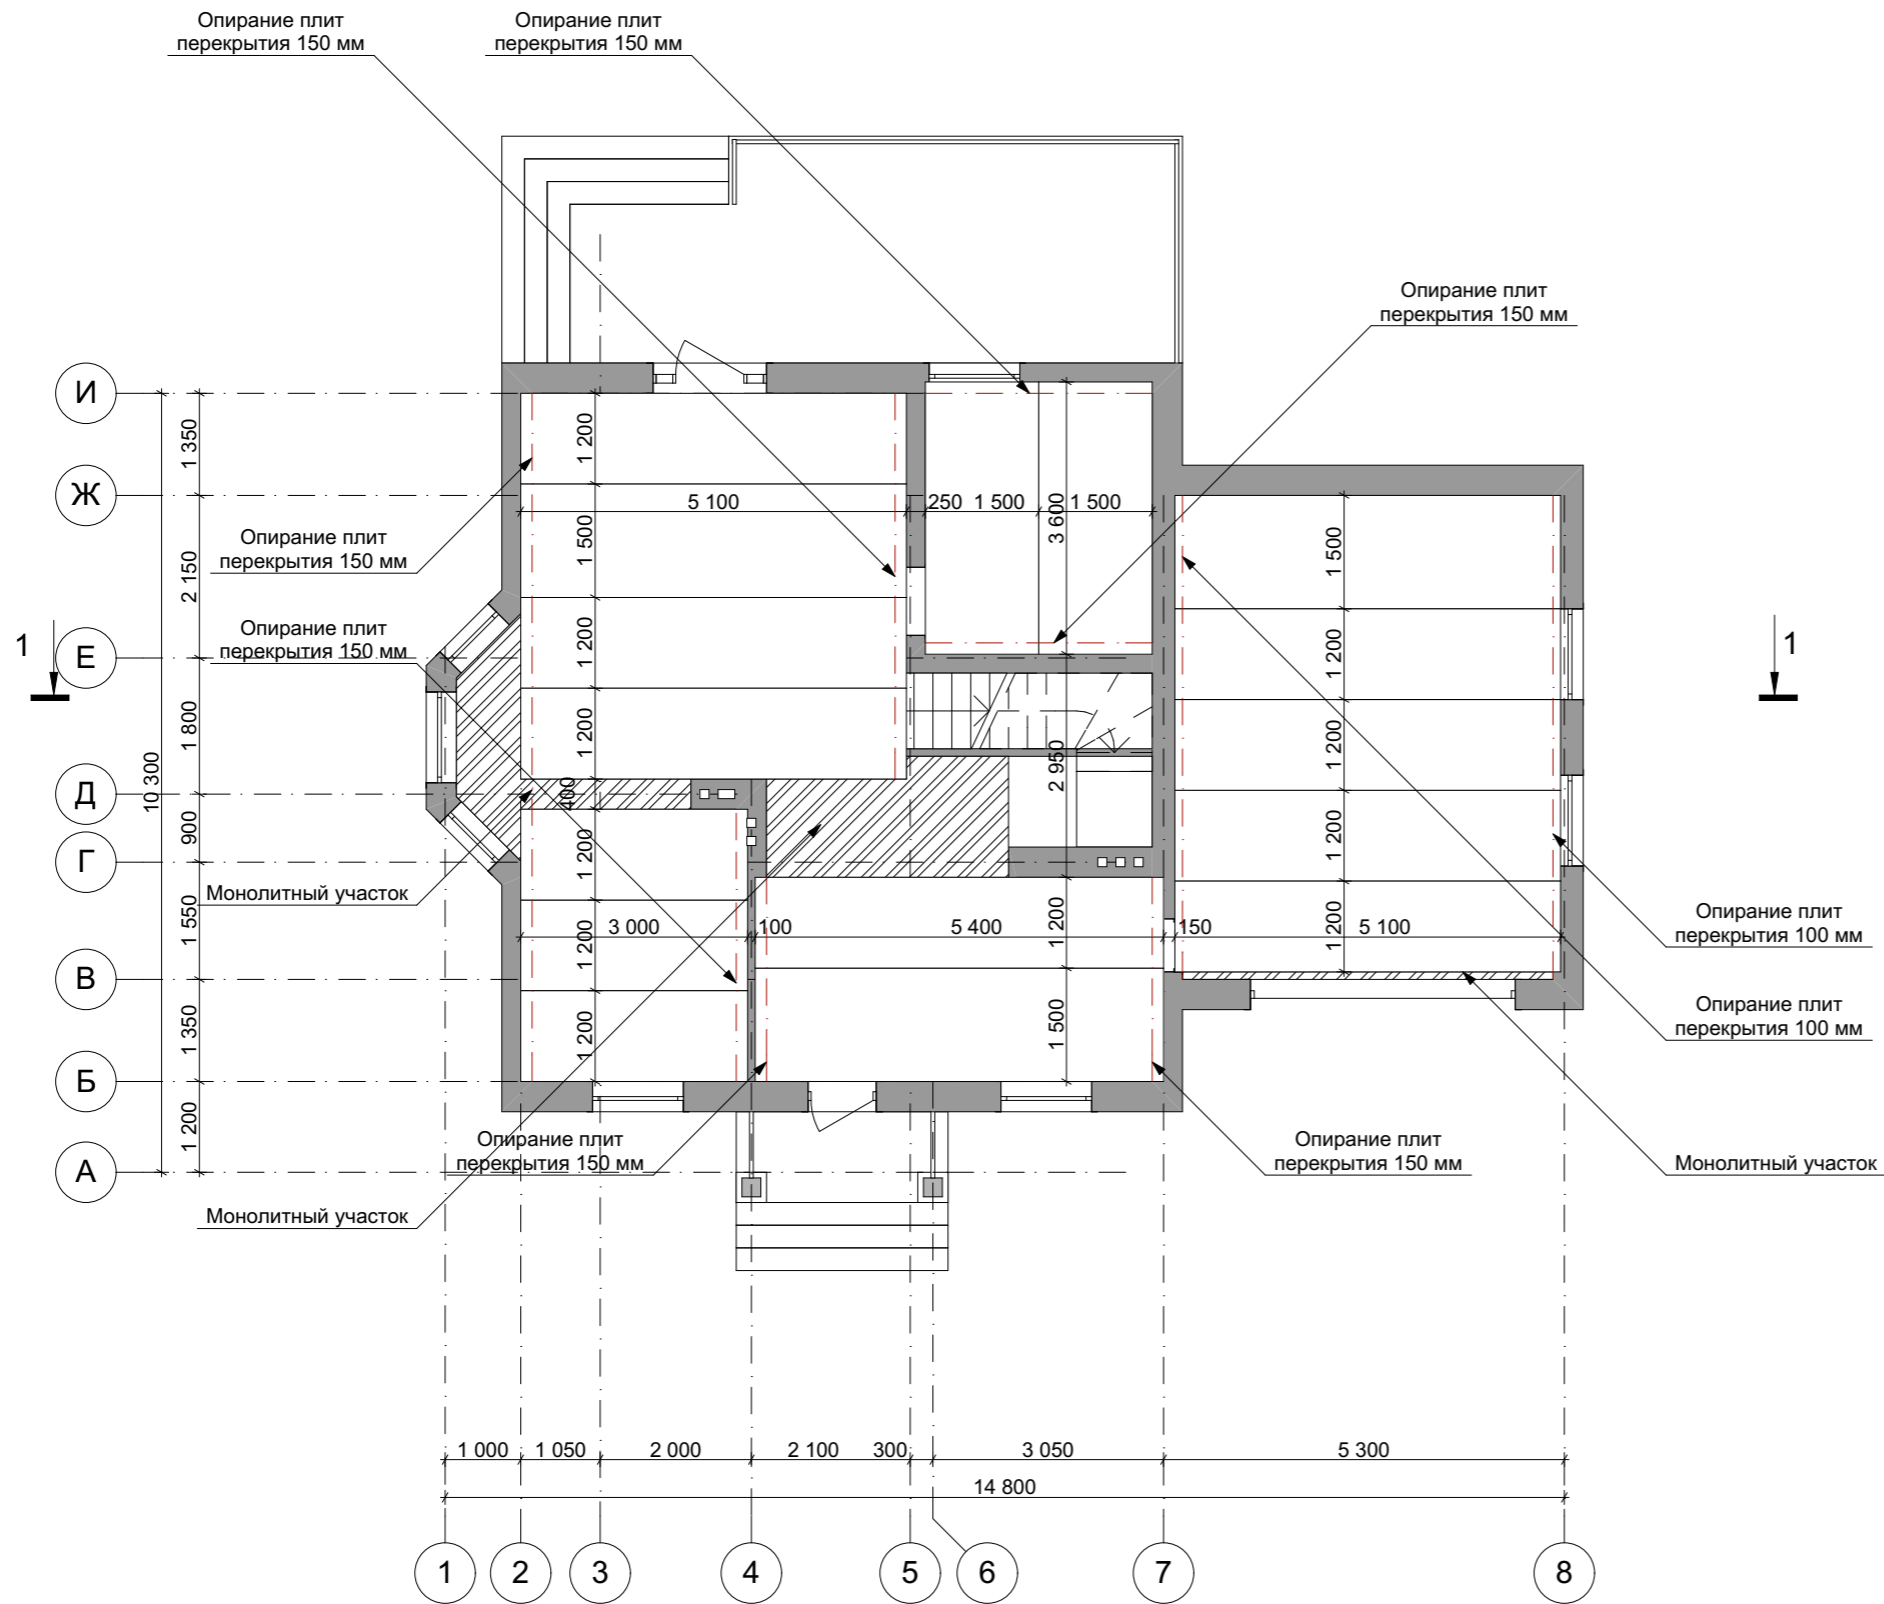 Опирание плит
перекрытия 150 мм
Опирание плит
перекрытия 150 мм
Опирание плит
перекрытия 150 мм
И
Ж
Е
Д
Г
В
Б
А
1 350
2 150
1 800
900
1 550
1 350
1 200
10 300
1
1
Опирание плит
перекрытия 150 мм
Опирание плит
перекрытия 150 мм
Монолитный участок
1 200
1 500
1 200
1 200
400
1 200
1 200
1 200
5 100
250
1 500
1 500
3 600
2 950
1 500
1 200
1 200
1 200
1 200
3 000
100
5 400
150
5 100
1 200
1 500
Опирание плит
перекрытия 100 мм
Опирание плит
перекрытия 100 мм
Опирание плит
перекрытия 150 мм
Опирание плит
перекрытия 150 мм
Монолитный участок
Монолитный участок
1 000
1 050
2 000
2 100
300
3 050
5 300
14 800
1
2
3
4
5
6
7
8